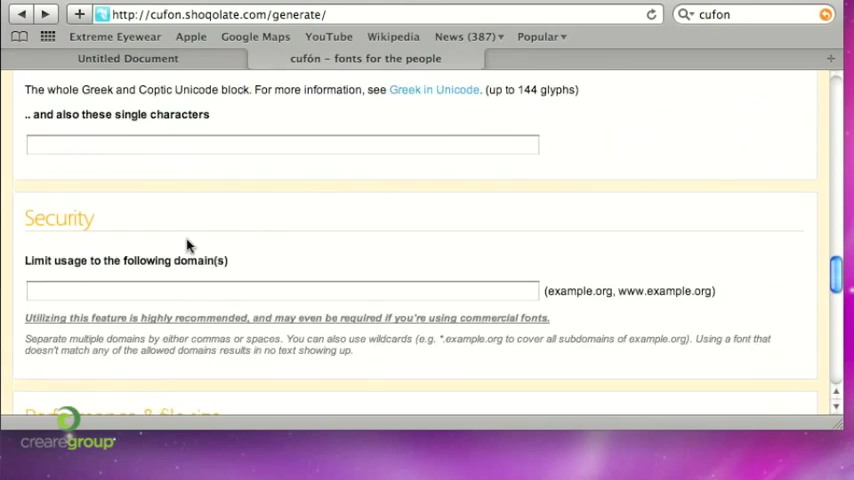 http://cufon.shoqolate.com/generate/
cufon
Extreme Eyewear
Apple
Google Maps
YouTube
Wikipedia
News (387)▾
Popular▾
Untitled Document
cufón – fonts for the people
The whole Greek and Coptic Unicode block. For more information, see Greek in Unicode. (up to 144 glyphs)
.. and also these single characters
Security
Limit usage to the following domain(s)
(example.org, www.example.org)
Utilizing this feature is highly recommended, and may even be required if you're using commercial fonts.
Separate multiple domains by either commas or spaces. You can also use wildcards (e.g. *.example.org to cover all subdomains of example.org). Using a font that
doesn't match any of the allowed domains results in no text showing up.
Performance & file size
crearegroup